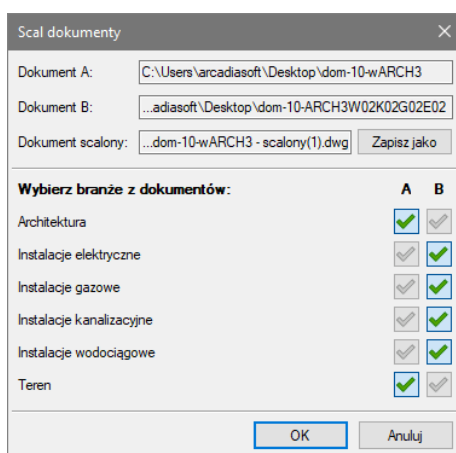 Scal dokumenty
Dokument A: C:\Users\arcadiasoft\Desktop\dom-10-wARCH3
Dokument B: ...adiasoft\Desktop\dom-10-ARCH3W02K02G02E02
Dokument scalony: ...dom-10-wARCH3 - scalony(1).dwg Zapisz jako
Wybierz branże z dokumentów: A B
Architektura
Instalacje elektryczne
Instalacje gazowe
Instalacje kanalizacyjne
Instalacje wodociągowe
Teren
OK Anuluj